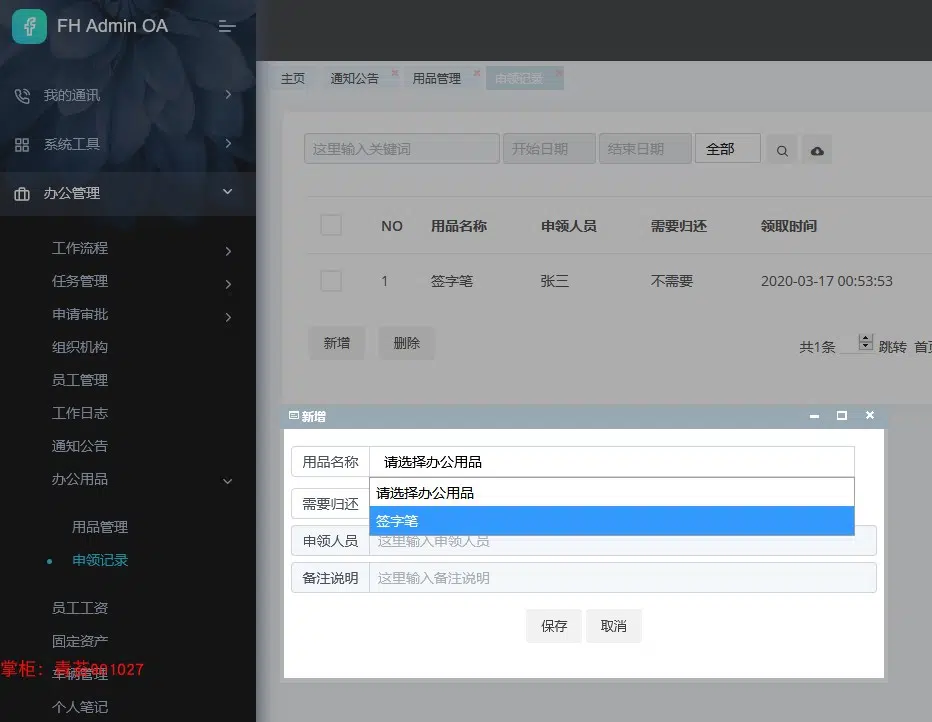 FH Admin OA
我的通讯
系统工具
办公管理
工作流程
任务管理
申请审批
组织机构
员工管理
工作日志
通知公告
办公用品
用品管理
申领记录
员工工资
固定资产
车辆管理
个人笔记
掌柜：
主页 通知公告 用品管理 申领记录
这里输入关键词 开始日期 结束日期 全部
NO 用品名称 申领人员 需要归还 领取时间
1 签字笔 张三 不需要 2020-03-17 00:53:53
新增 删除 共1条 跳转 首页
新增
用品名称 请选择办公用品
请选择办公用品
需要归还
签字笔
申领人员 这里输入申领人员
备注说明 这里输入备注说明
保存 取消